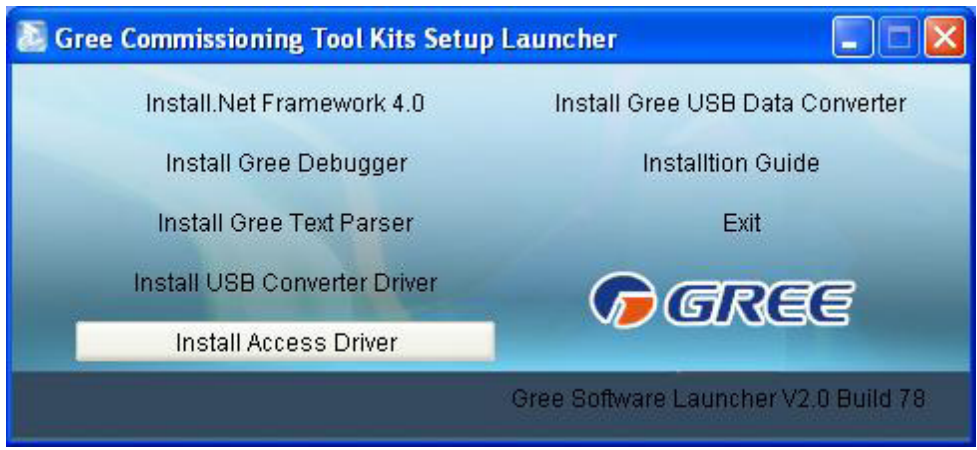 Gree Commissioning Tool Kits Setup Launcher
Install.Net Framework 4.0
Install Gree Debugger
Install Gree Text Parser
Install USB Converter Driver
Install Access Driver
Install Gree USB Data Converter
Installtion Guide
Exit
GREE
Gree Software Launcher V2.0 Build 78